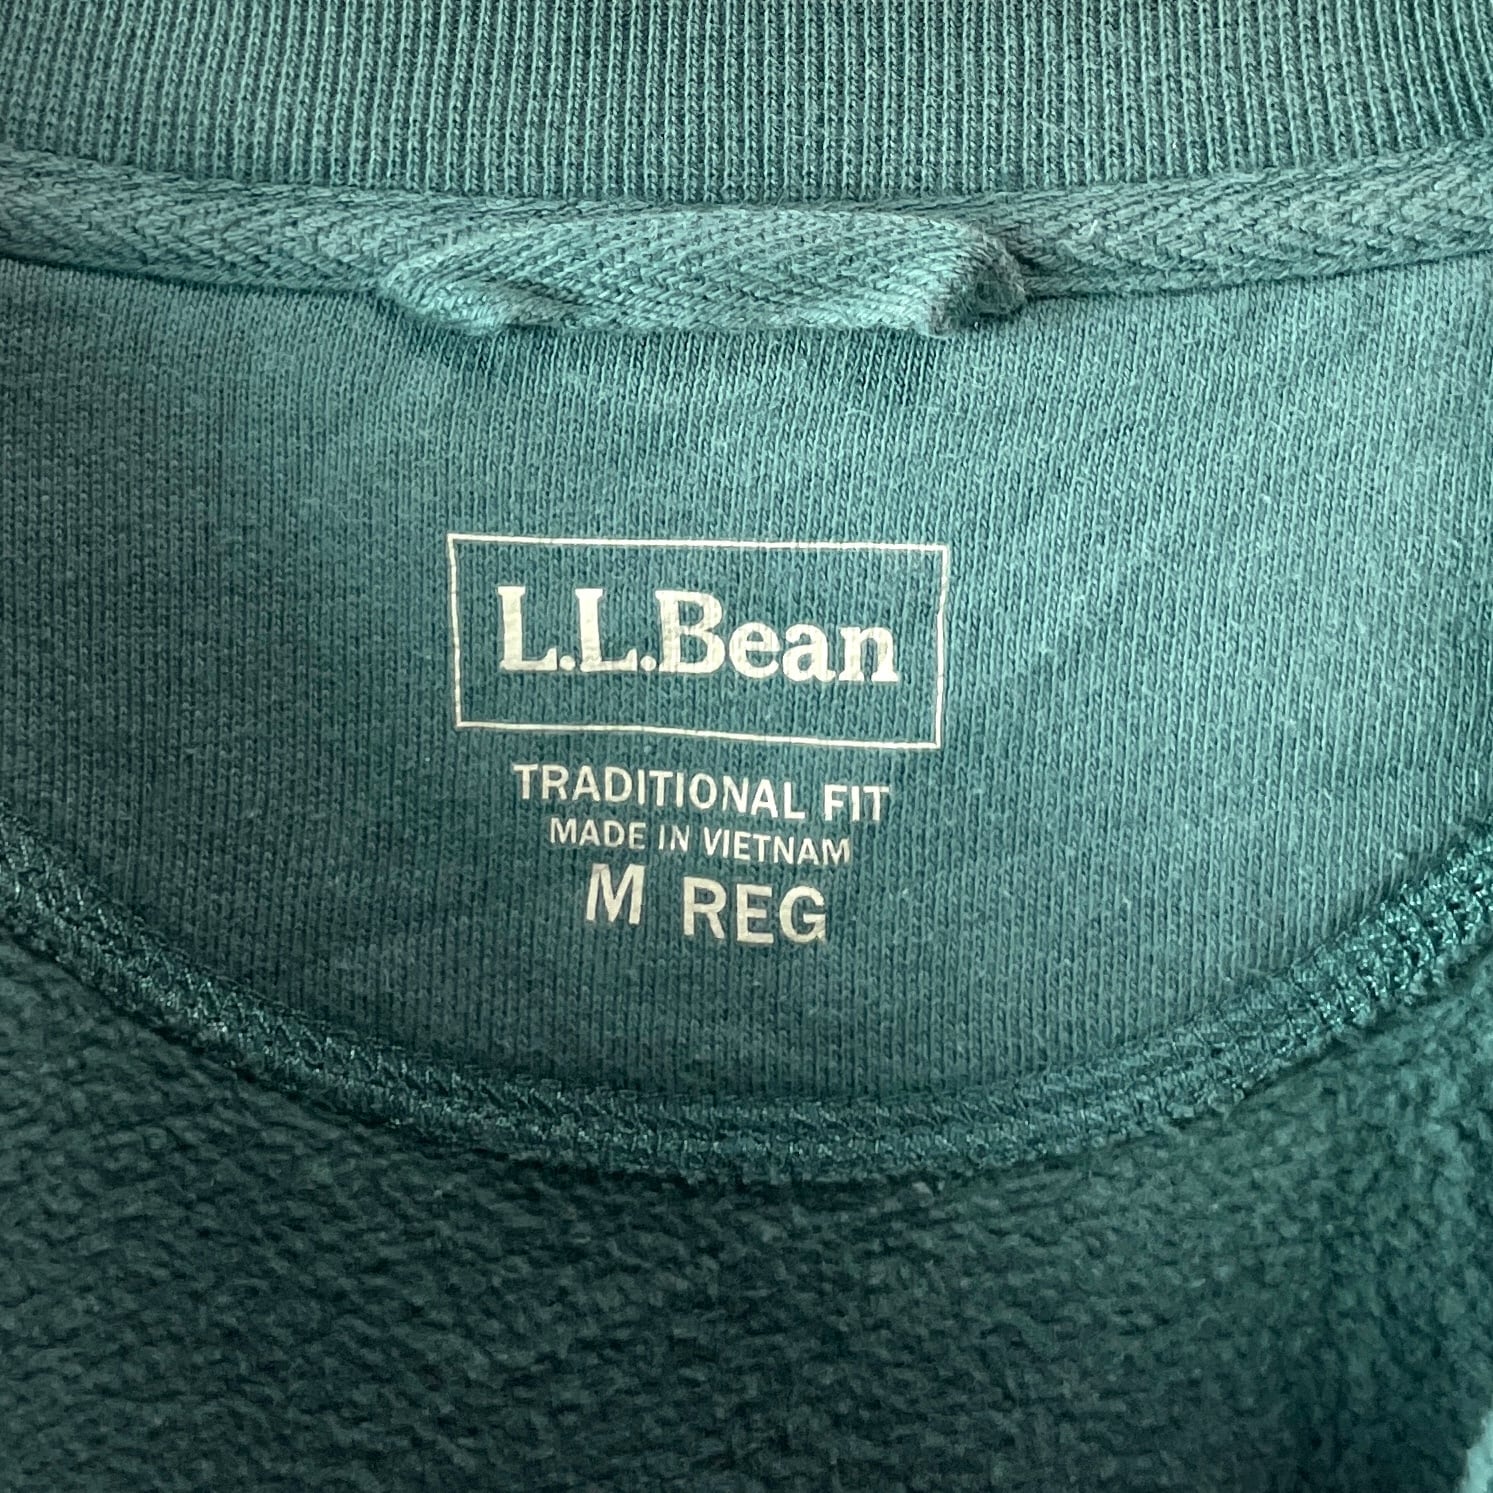 L.L.Bean
TRADITIONAL FIT
MADE IN VIETNAM
M REG